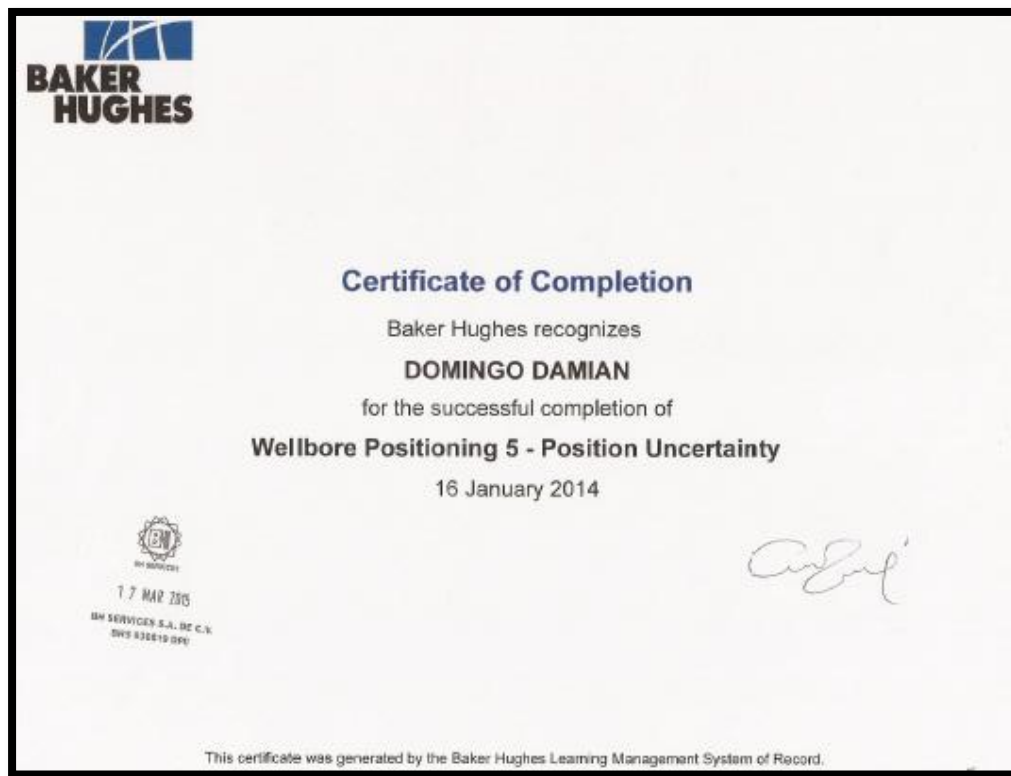 BAKER
HUGHES
Certificate of Completion
Baker Hughes recognizes
DOMINGO DAMIAN
for the successful completion of
Wellbore Positioning 5 - Position Uncertainty
16 January 2014
BH SERVICES
17 MAR 2015
BH SERVICES S.A. DE C.V.
This certificate was generated by the Baker Hughes Learning Management System of Record.